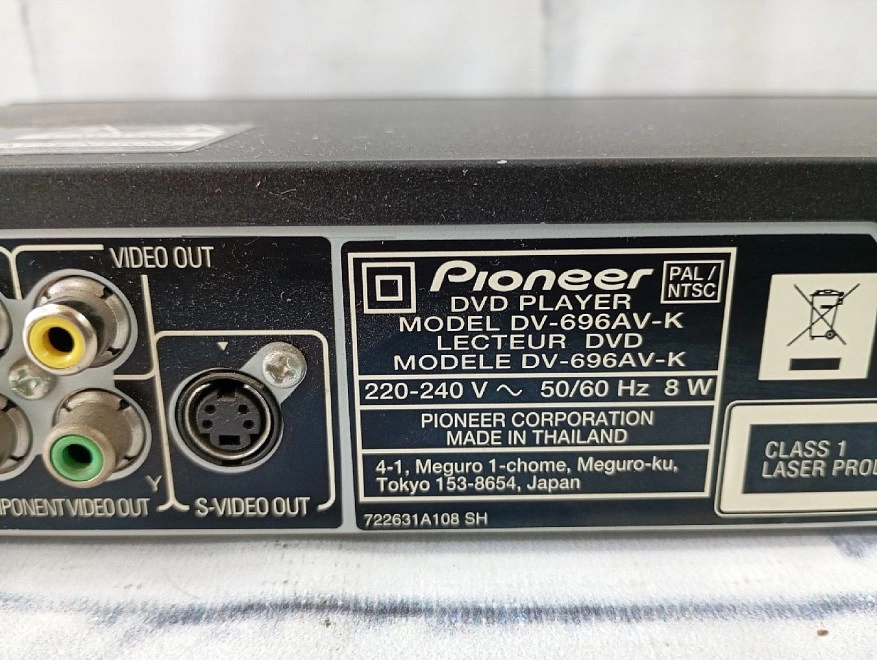 VIDEO OUT
Y
COMPONENT VIDEO OUT
S-VIDEO OUT
Pioneer
PAL /
NTSC
DVD PLAYER
MODEL DV-696AV-K
LECTEUR DVD
MODELE DV-696AV-K
220-240 V ~ 50/60 Hz 8 W
PIONEER CORPORATION
MADE IN THAILAND
4-1, Meguro 1-chome, Meguro-ku,
Tokyo 153-8654, Japan
722631A108 SH
CLASS 1
LASER